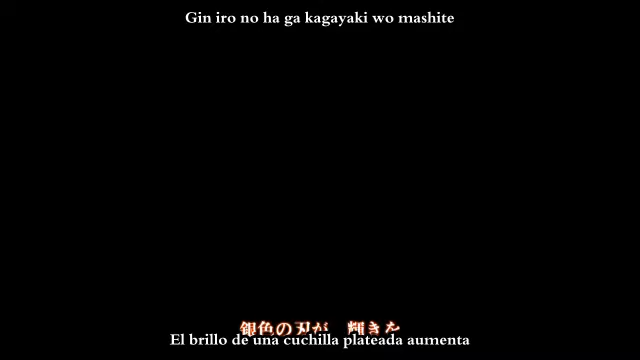 Gin iro no ha ga kagayaki wo mashite
銀色の刃が 輝きを
El brillo de una cuchilla plateada aumenta